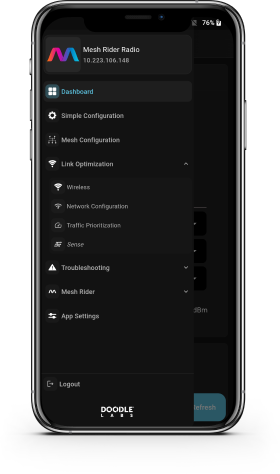 76%
Mesh Rider Radio
10.223.106.148
Dashboard
Simple Configuration
Mesh Configuration
Link Optimization
Wireless
Network Configuration
Traffic Prioritization
Sense
Troubleshooting
Mesh Rider
dBm
App Settings
Logout
efresh
DOODLE
LABS